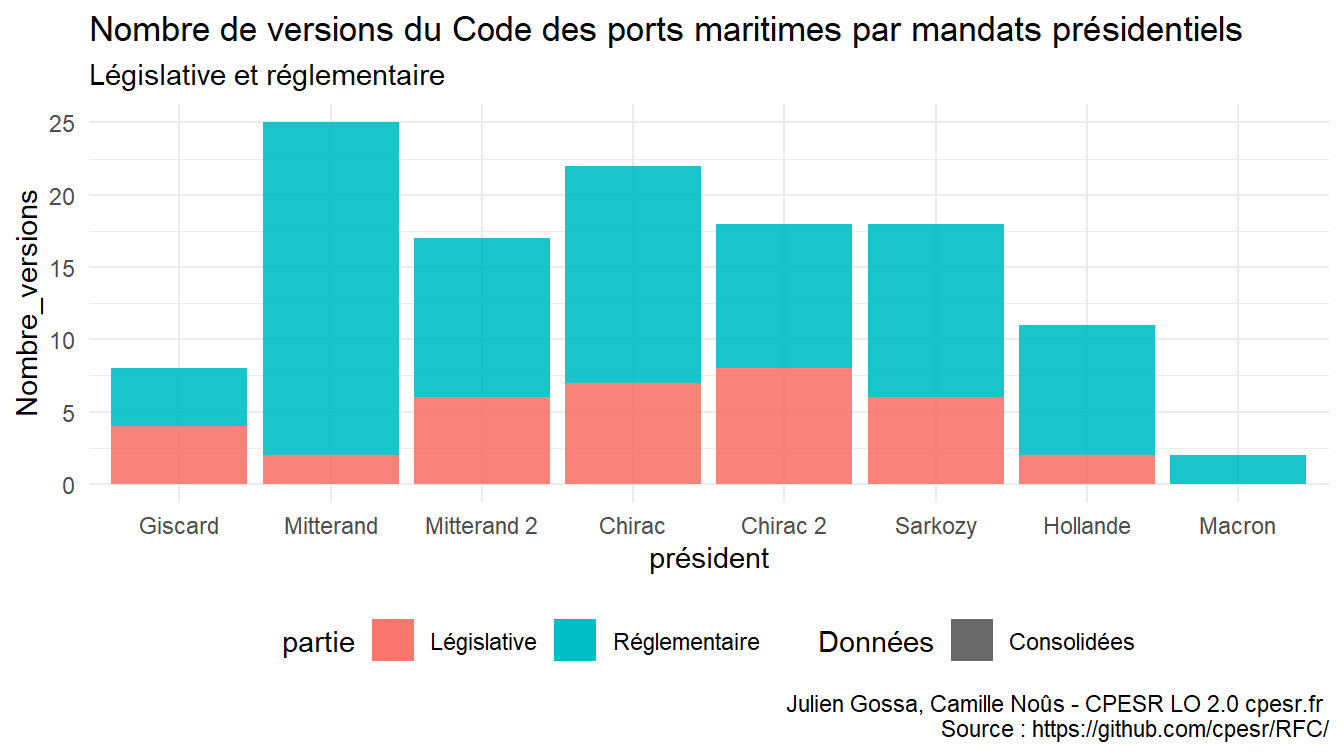 Nombre de versions du Code des ports maritimes par mandats présidentiels
Législative et réglementaire
Nombre_versions
25
20
15
10
5
0
Giscard Mitterand Mitterand 2 Chirac Chirac 2 Sarkozy Hollande Macron
président
partie Législative Réglementaire Données Consolidées
Julien Gossa, Camille Noûs - CPESR LO 2.0 cpesr.fr
Source : https://github.com/cpesr/RFC/